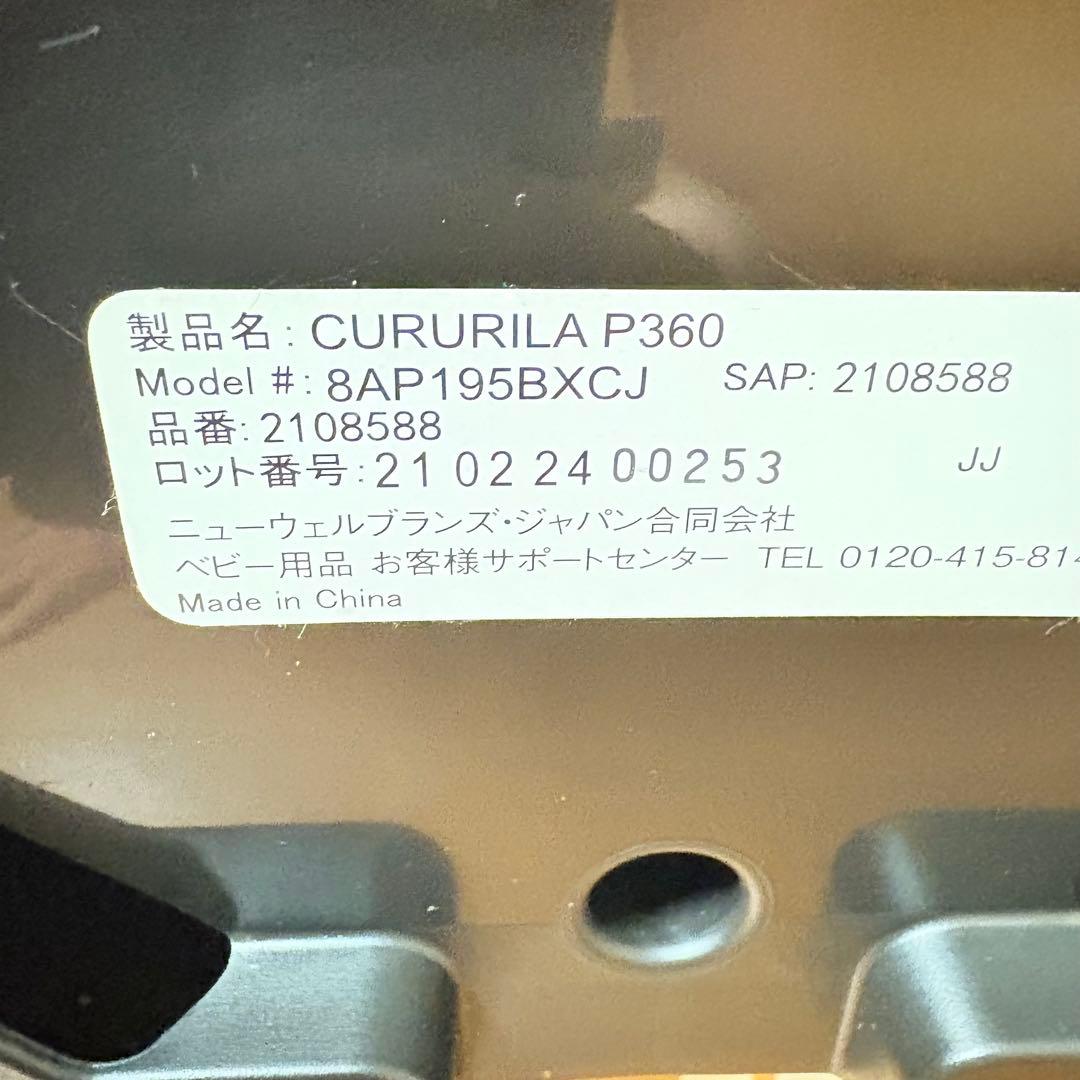 製品名: CURURILA P360
Model #: 8AP195BXCJ SAP: 2108588
品番: 2108588
ロット番号: 21 02 24 00253 JJ
ニューウェルブランズ・ジャパン合同会社
ベビー用品 お客様サポートセンター TEL 0120-415-814
Made in China